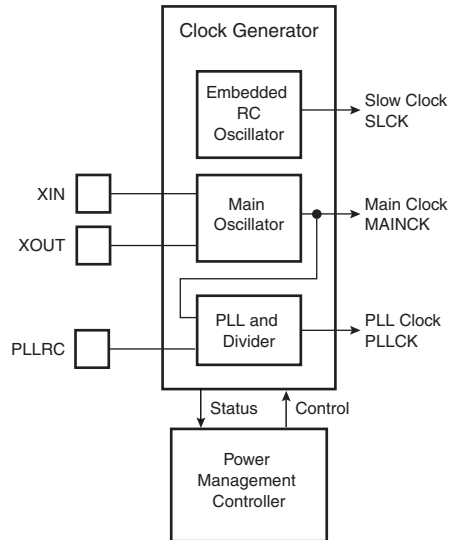 Clock Generator
Embedded
RC
Oscillator
Slow Clock
SLCK
XIN
Main
Oscillator
Main Clock
MAINCK
XOUT
PLL and
Divider
PLL Clock
PLLCK
PLLRC
Status
Control
Power
Management
Controller